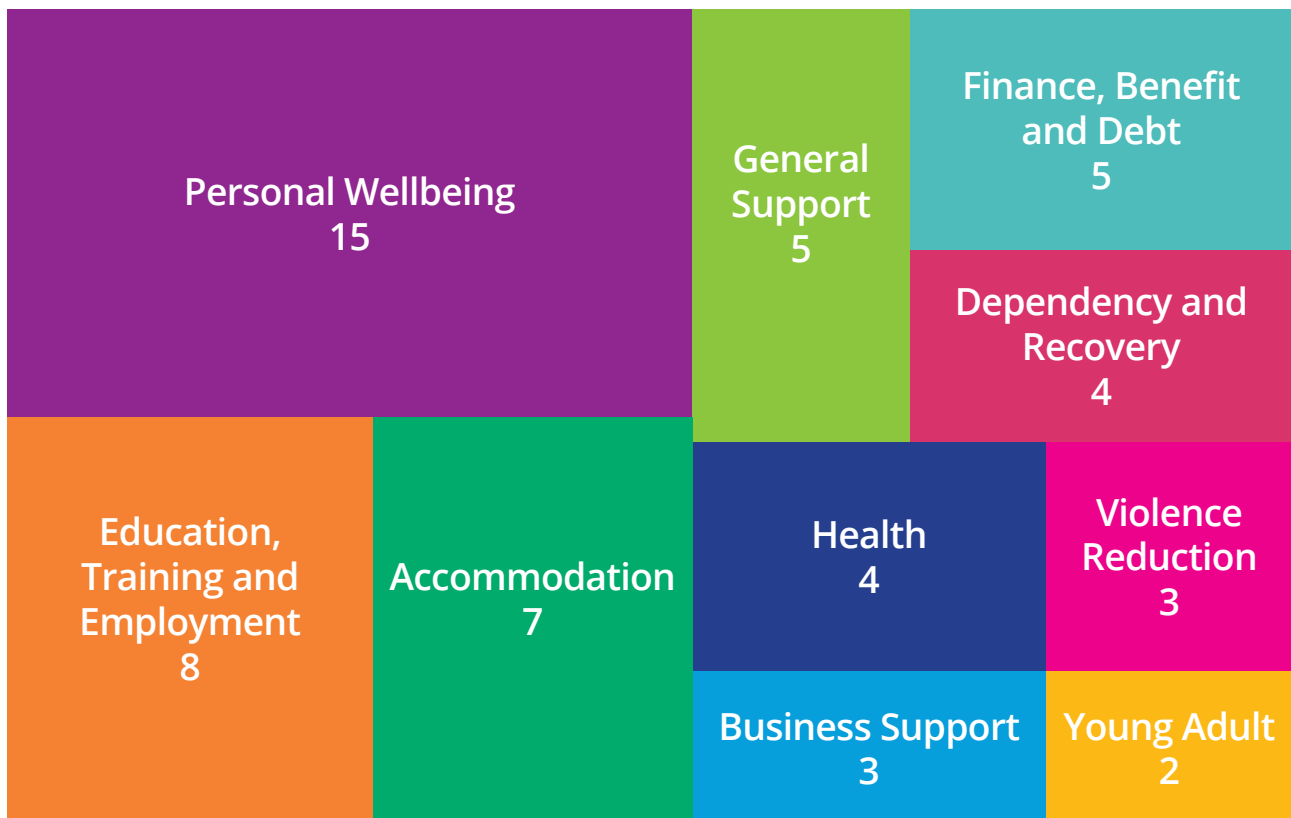 Personal Wellbeing
15
General
Support
5
Finance, Benefit
and Debt
5
Dependency and
Recovery
4
Education,
Training and
Employment
8
Accommodation
7
Health
4
Violence
Reduction
3
Business Support
3
Young Adult
2